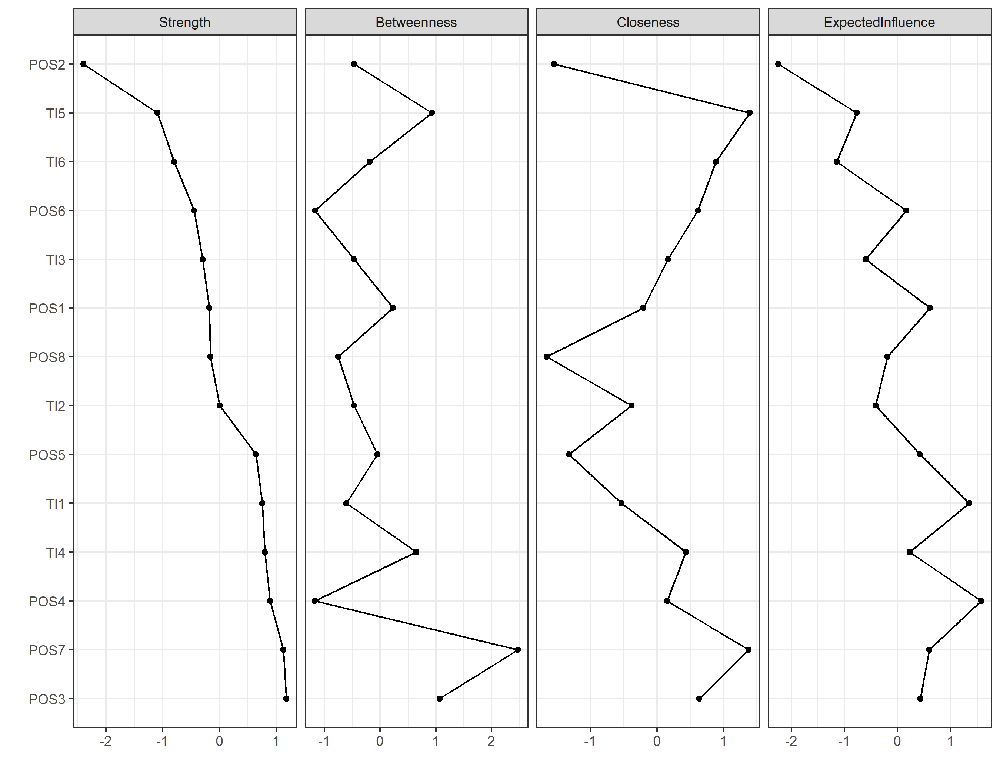 Strength Betweenness Closeness ExpectedInfluence
POS2
TI5
TI6
POS6
TI3
POS1
POS8
TI2
POS5
TI1
TI4
POS4
POS7
POS3
-2 -1 0 1 -1 0 1 2 -1 0 1 -2 -1 0 1